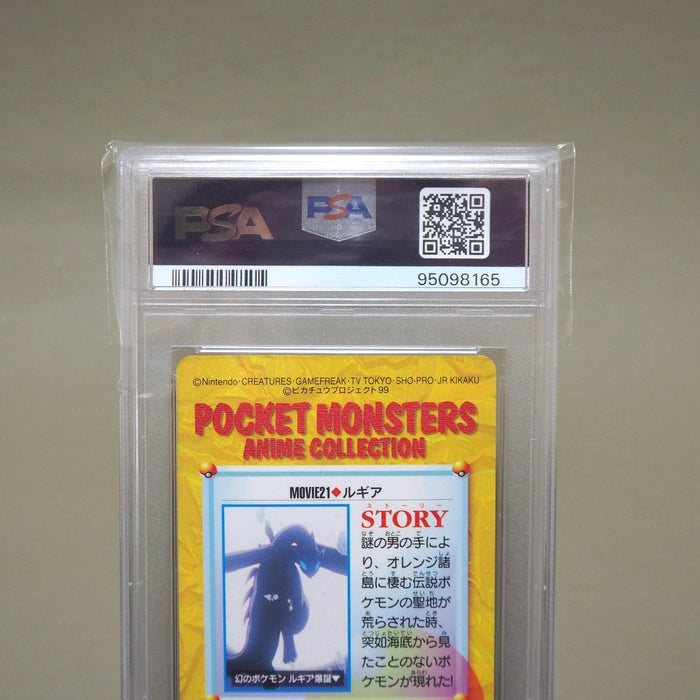 PSA
PSA
95098165
©Nintendo・CREATURES・GAMEFREAK・TV TOKYO・SHO-PRO・JR KIKAKU
©ピカチュウプロジェクト99
POCKET MONSTERS
ANIME COLLECTION
MOVIE21◆ルギア
ストーリー
STORY
謎の男の手によ
り、オレンジ諸
島に棲む伝説ポ
ケモンの聖地が
荒らされた時、
突如海底から見
たことのないポ
ケモンが現れた!
幻のポケモン ルギア爆誕▼